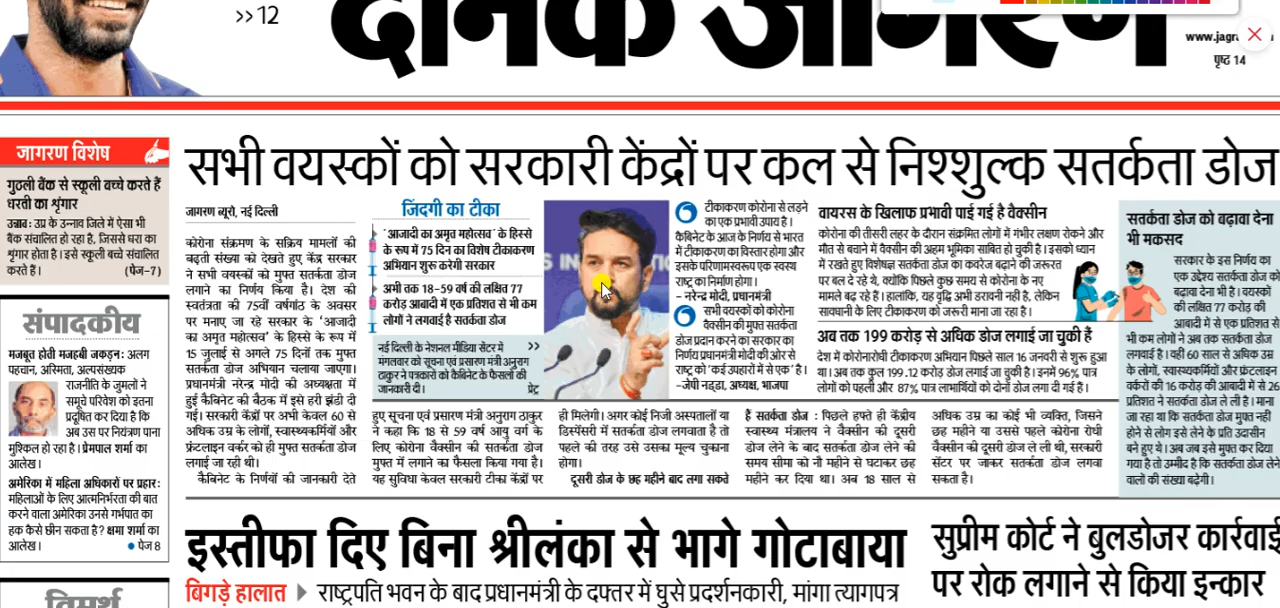 >> 12
दैनिक जागरण
पृष्ठ 14
जागरण विशेष
गुठली बैंक से स्कूली बच्चे करते हैं
धरती का शृंगार
उन्नाव: उप्र के उन्नाव जिले में ऐसा भी
बैंक संचालित हो रहा है, जिससे धरा का
शृंगार होता है। इसे स्कूली बच्चे संचालित
करते हैं। (पेज-7)
संपादकीय
मजबूत होती मजहबी जकड़न: अलग
पहचान, अस्मिता, अल्पसंख्यक
राजनीति के जुमलों ने
समूचे परिवेश को इतना
प्रदूषित कर दिया है कि
अब उस पर नियंत्रण पाना
मुश्किल हो रहा है। प्रेमपाल शर्मा का
आलेख।
अमेरिका में महिला अधिकारों पर प्रहार:
महिलाओं के लिए आत्मनिर्भरता की बात
करने वाला अमेरिका उनसे गर्भपात का
हक कैसे छीन सकता है? क्षमा शर्मा का
आलेख। ● पेज 8
विमर्श
सभी वयस्कों को सरकारी केंद्रों पर कल से निश्शुल्क सतर्कता डोज
जागरण ब्यूरो, नई दिल्ली
कोरोना संक्रमण के सक्रिय मामलों की
बढ़ती संख्या को देखते हुए केंद्र सरकार
ने सभी वयस्कों को मुफ्त सतर्कता डोज
लगाने का निर्णय किया है। देश की
स्वतंत्रता की 75वीं वर्षगांठ के अवसर
पर मनाए जा रहे सरकार के 'आजादी
का अमृत महोत्सव' के हिस्से के रूप में
15 जुलाई से अगले 75 दिनों तक मुफ्त
सतर्कता डोज अभियान चलाया जाएगा।
प्रधानमंत्री नरेन्द्र मोदी की अध्यक्षता में
हुई कैबिनेट की बैठक में इसे हरी झंडी दी
गई। सरकारी केंद्रों पर अभी केवल 60 से
अधिक उम्र के लोगों, स्वास्थ्यकर्मियों और
फ्रंटलाइन वर्कर को ही मुफ्त सतर्कता डोज
लगाई जा रही थी।
कैबिनेट के निर्णयों की जानकारी देते
जिंदगी का टीका
'आजादी का अमृत महोत्सव' के हिस्से
के रूप में 75 दिन का विशेष टीकाकरण
अभियान शुरू करेगी सरकार
अभी तक 18-59 वर्ष की लक्षित 77
करोड़ आबादी में एक प्रतिशत से भी कम
लोगों ने लगवाई है सतर्कता डोज
नई दिल्ली के नेशनल मीडिया सेंटर में >>
मंगलवार को सूचना एवं प्रसारण मंत्री अनुराग
ठाकुर ने पत्रकारों को कैबिनेट के फैसलों की
जानकारी दी। प्रेट्र
हुए सूचना एवं प्रसारण मंत्री अनुराग ठाकुर
ने कहा कि 18 से 59 वर्ष आयु वर्ग के
लिए कोरोना वैक्सीन की सतर्कता डोज
मुफ्त में लगाने का फैसला किया गया है।
यह सुविधा केवल सरकारी टीका केंद्रों पर
ही मिलेगी। अगर कोई निजी अस्पतालों या
डिस्पेंसरी में सतर्कता डोज लगवाता है तो
पहले की तरह उसे उसका मूल्य चुकाना
होगा।
दूसरी डोज के छह महीने बाद लगा सकते
टीकाकरण कोरोना से लड़ने
का एक प्रभावी उपाय है।
कैबिनेट के आज के निर्णय से भारत
में टीकाकरण का विस्तार होगा और
इसके परिणामस्वरूप एक स्वस्थ
राष्ट्र का निर्माण होगा।
– नरेन्द्र मोदी, प्रधानमंत्री
सभी वयस्कों को कोरोना
वैक्सीन की मुफ्त सतर्कता
डोज प्रदान करने का सरकार का
निर्णय प्रधानमंत्री मोदी की ओर से
राष्ट्र को 'कई उपहारों में से एक' है।
–जेपी नड्डा, अध्यक्ष, भाजपा
वायरस के खिलाफ प्रभावी पाई गई है वैक्सीन
कोरोना की तीसरी लहर के दौरान संक्रमित लोगों में गंभीर लक्षण रोकने और
मौत से बचाने में वैक्सीन की अहम भूमिका साबित हो चुकी है। इसको ध्यान
में रखते हुए विशेषज्ञ सतर्कता डोज का कवरेज बढ़ाने की जरूरत
पर बल दे रहे थे, क्योंकि पिछले कुछ समय से कोरोना के नए
मामले बढ़ रहे हैं। हालांकि, यह वृद्धि अभी डरावनी नही है, लेकिन
सावधानी के लिए टीकाकरण को जरूरी माना जा रहा है।
अब तक 199 करोड़ से अधिक डोज लगाई जा चुकी हैं
देश में कोरोनारोधी टीकाकरण अभियान पिछले साल 16 जनवरी से शुरू हुआ
था। अब तक कुल 199.12 करोड़ डोज लगाई जा चुकी है। इनमें 96% पात्र
लोगों को पहली और 87% पात्र लाभार्थियों को दोनों डोज लगा दी गई है।
हैं सतर्कता डोज : पिछले हफ्ते ही केंद्रीय
स्वास्थ्य मंत्रालय ने वैक्सीन की दूसरी
डोज लेने के बाद सतर्कता डोज लेने की
समय सीमा को नौ महीने से घटाकर छह
महीने कर दिया था। अब 18 साल से
अधिक उम्र का कोई भी व्यक्ति, जिसने
छह महीने या उससे पहले कोरोना रोधी
वैक्सीन की दूसरी डोज ले ली थी, सरकारी
सेंटर पर जाकर सतर्कता डोज लगवा
सकता है।
सतर्कता डोज को बढ़ावा देना
भी मकसद
सरकार के इस निर्णय का
एक उद्देश्य सतर्कता डोज को
बढ़ावा देना भी है। वयस्कों
की लक्षित 77 करोड़ की
आबादी में से एक प्रतिशत से
भी कम लोगों ने अब तक सतर्कता डोज
लगवाई है। वही 60 साल से अधिक उम्र
के लोगों, स्वास्थ्यकर्मियों और फ्रंटलाइन
वर्करों की 16 करोड़ की आबादी में से 26
प्रतिशत ने सतर्कता डोज ले ली है। माना
जा रहा था कि सतर्कता डोज मुफ्त नहीं
होने से लोग इसे लेने के प्रति उदासीन
बने हुए थे। अब जब इसे मुफ्त कर दिया
गया है तो उम्मीद है कि सतर्कता डोज लेने
वालों की संख्या बढ़ेगी।
इस्तीफा दिए बिना श्रीलंका से भागे गोटाबाया
बिगड़े हालात ▶ राष्ट्रपति भवन के बाद प्रधानमंत्री के दफ्तर में घुसे प्रदर्शनकारी, मांगा त्यागपत्र
सुप्रीम कोर्ट ने बुलडोजर कार्रवाई
पर रोक लगाने से किया इन्कार